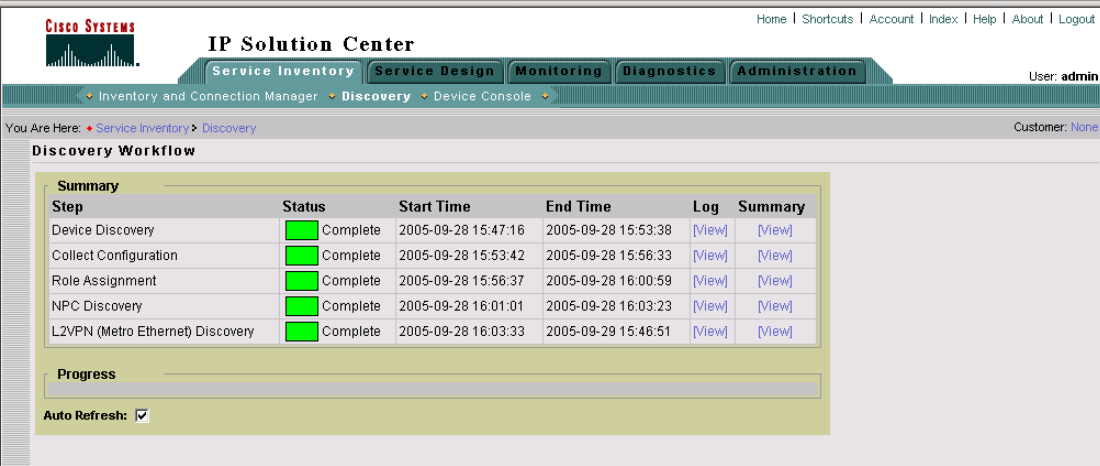 Home | Shortcuts | Account | Index | Help | About | Logout
CISCO SYSTEMS
IP Solution Center
Service Inventory Service Design Monitoring Diagnostics Administration
User: admin
Inventory and Connection Manager Discovery Device Console
You Are Here: Service Inventory Discovery Customer: None
Discovery Workflow
Summary
Step Status Start Time End Time Log Summary
Device Discovery Complete 2005-09-28 15:47:16 2005-09-28 15:53:38 [View] [View]
Collect Configuration Complete 2005-09-28 15:53:42 2005-09-28 15:56:33 [View] [View]
Role Assignment Complete 2005-09-28 15:56:37 2005-09-28 16:00:59 [View] [View]
NPC Discovery Complete 2005-09-28 16:01:01 2005-09-28 16:03:23 [View] [View]
L2VPN (Metro Ethernet) Discovery Complete 2005-09-28 16:03:33 2005-09-29 15:46:51 [View] [View]
Progress
Auto Refresh: